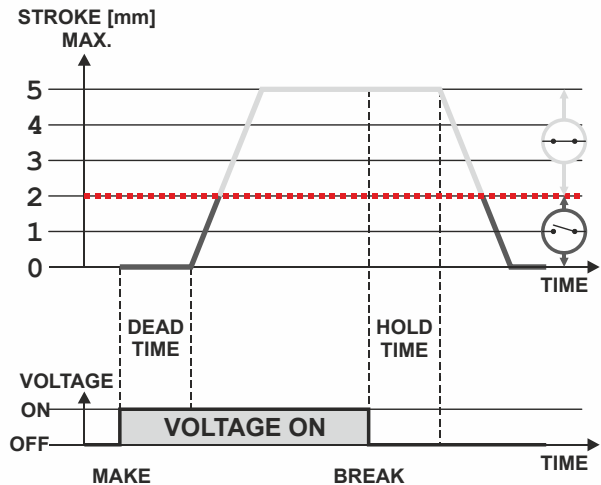 STROKE [mm]
MAX.
5
4
3
2
1
0
TIME
DEAD
TIME
HOLD
TIME
VOLTAGE
ON
VOLTAGE ON
OFF
TIME
MAKE
BREAK